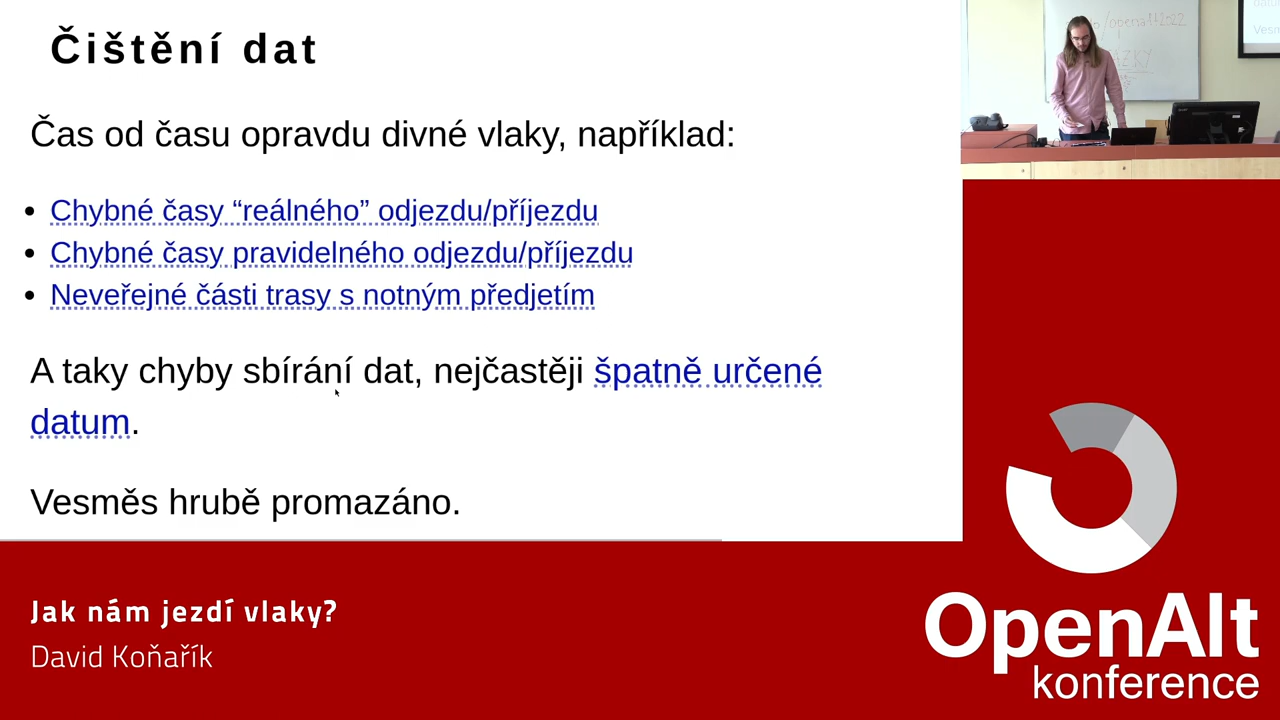 Čištění dat
Čas od času opravdu divné vlaky, například:
• Chybné časy “reálného” odjezdu/příjezdu
• Chybné časy pravidelného odjezdu/příjezdu
• Neveřejné části trasy s notným předjetím
A taky chyby sbírání dat, nejčastěji špatně určené
datum.
Vesměs hrubě promazáno.
Jak nám jezdí vlaky?
David Koňařík
OpenAlt
konference